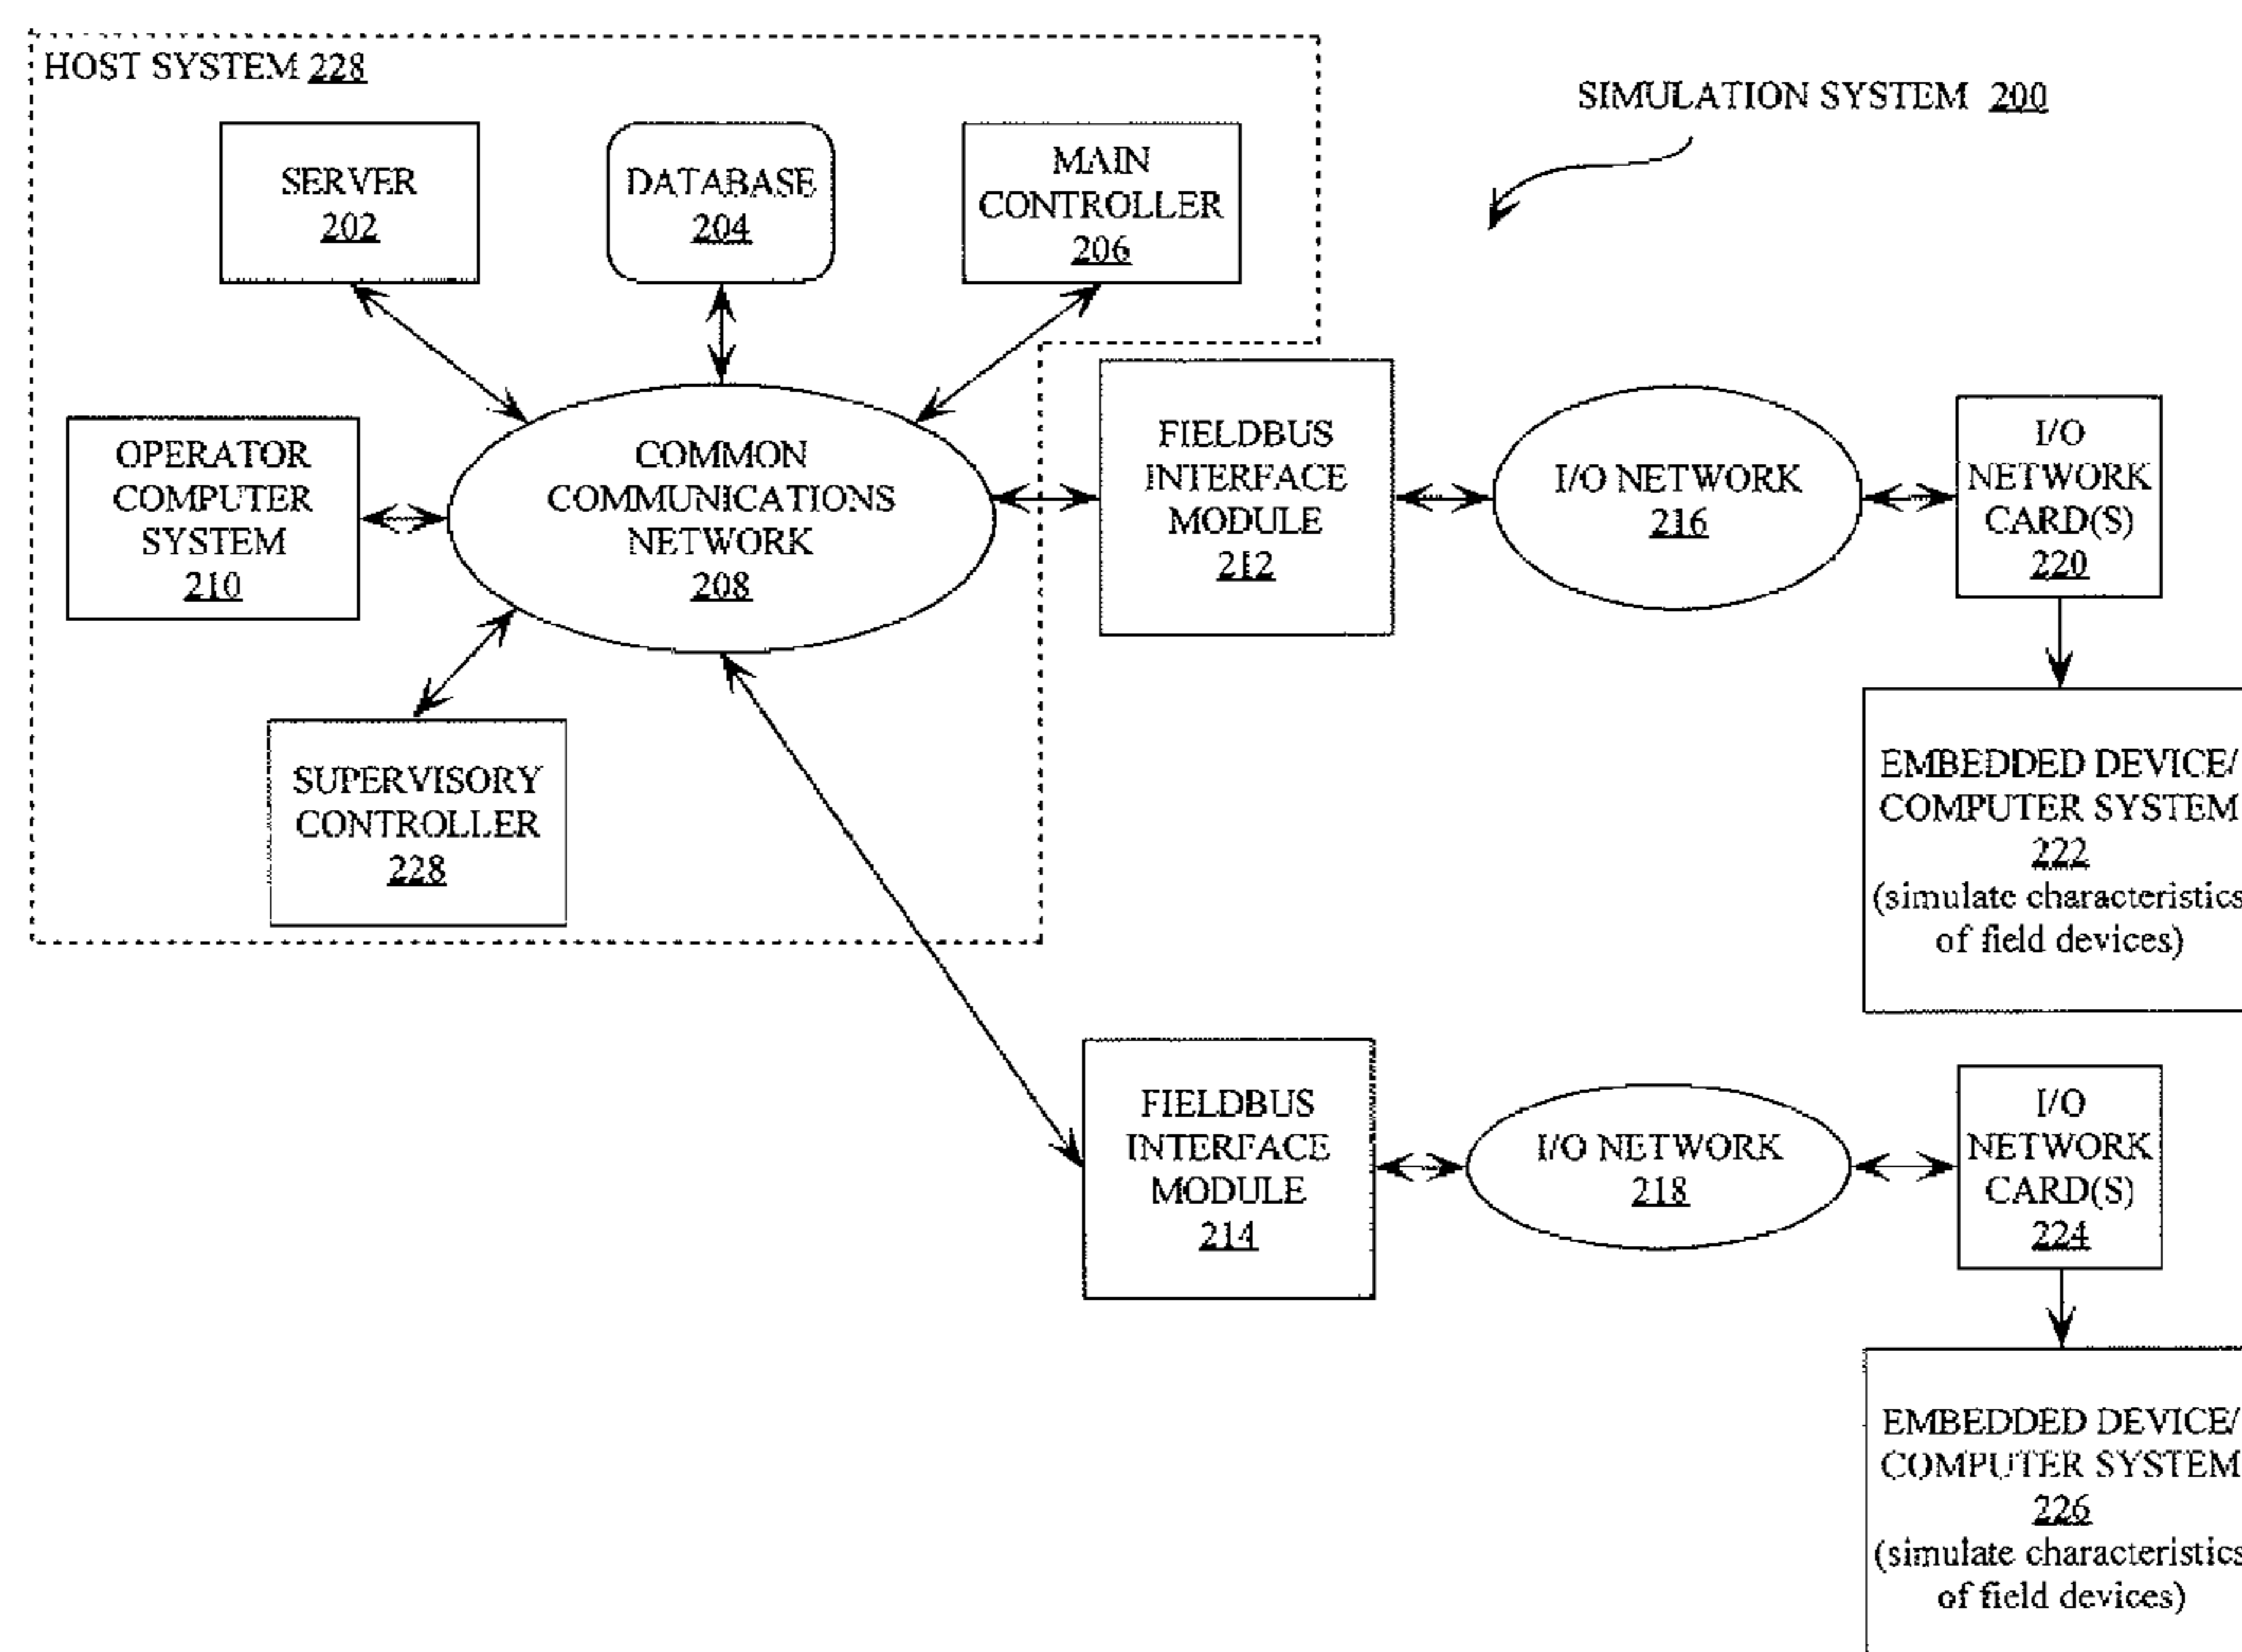 HOST SYSTEM 228
SIMULATION SYSTEM 200
SERVER
202
DATABASE
204
MAIN
CONTROLLER
206
OPERATOR
COMPUTER
SYSTEM
210
COMMON
COMMUNICATIONS
NETWORK
208
FIELDBUS
INTERFACE
MODULE
212
I/O NETWORK
216
I/O
NETWORK
CARD(S)
220
SUPERVISORY
CONTROLLER
228
EMBEDDED DEVICE/
COMPUTER SYSTEM
222
(simulate characteristics
of field devices)
FIELDBUS
INTERFACE
MODULE
214
I/O NETWORK
218
I/O
NETWORK
CARD(S)
224
EMBEDDED DEVICE/
COMPUTER SYSTEM
226
(simulate characteristics
of field devices)